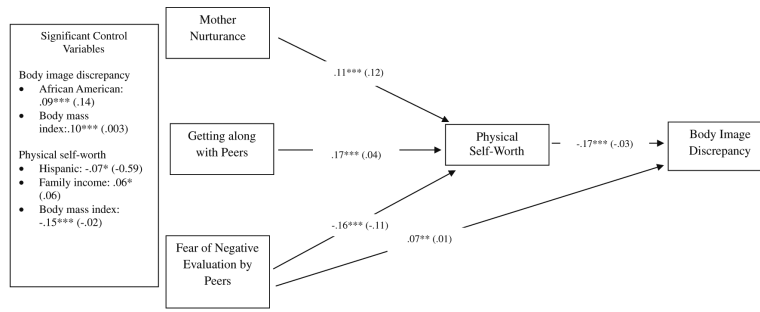 Significant Control
Variables
Body image discrepancy
• African American:
.09*** (.14)
• Body mass
index:.10*** (.003)
Physical self-worth
• Hispanic: -.07* (-0.59)
• Family income: .06*
(.06)
• Body mass index:
-.15*** (-.02)
Mother
Nurturance
.11*** (.12)
Getting along
with Peers
.17*** (.04)
Physical
Self-Worth
-.17*** (-.03)
Body Image
Discrepancy
-.16*** (-.11)
.07** (.01)
Fear of Negative
Evaluation by
Peers